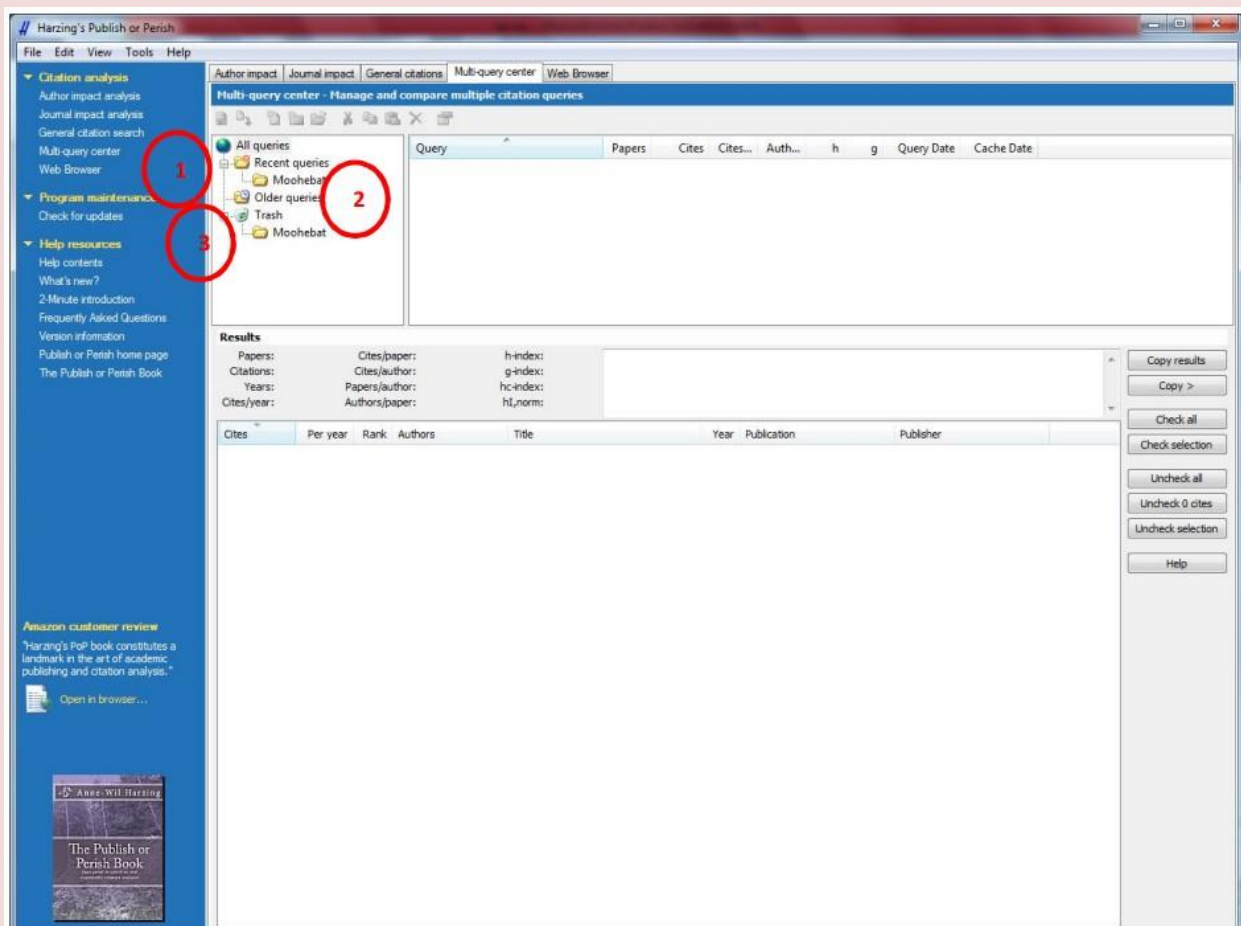 Harzing's Publish or Perish
File Edit View Tools Help
Citation analysis
Author impact analysis
Journal impact analysis
General citation search
Multi-query center
Web Browser
1
Program maintenance
Check for updates
3
Help resources
Help contents
What's new?
2-Minute introduction
Frequently Asked Questions
Version information
Publish or Perish home page
The Publish or Perish Book
Amazon customer review
"Harzing's PoP book constitutes a
landmark in the art of academic
publishing and citation analysis."
Open in browser...
Anne-Wil Harzing
The Publish or
Perish Book
Author impact Journal impact General citations Multi-query center Web Browser
Multi-query center - Manage and compare multiple citation queries
All queries
Recent queries
Moohebat
Older queries
2
Trash
Moohebat
Query Papers Cites Cites... Auth... h g Query Date Cache Date
Results
Papers: Cites/paper: h-index:
Citations: Cites/author: g-index:
Years: Papers/author: hc-index:
Cites/year: Authors/paper: hI,norm:
Cites Per year Rank Authors Title Year Publication Publisher
Copy results
Copy >
Check all
Check selection
Uncheck all
Uncheck 0 cites
Uncheck selection
Help